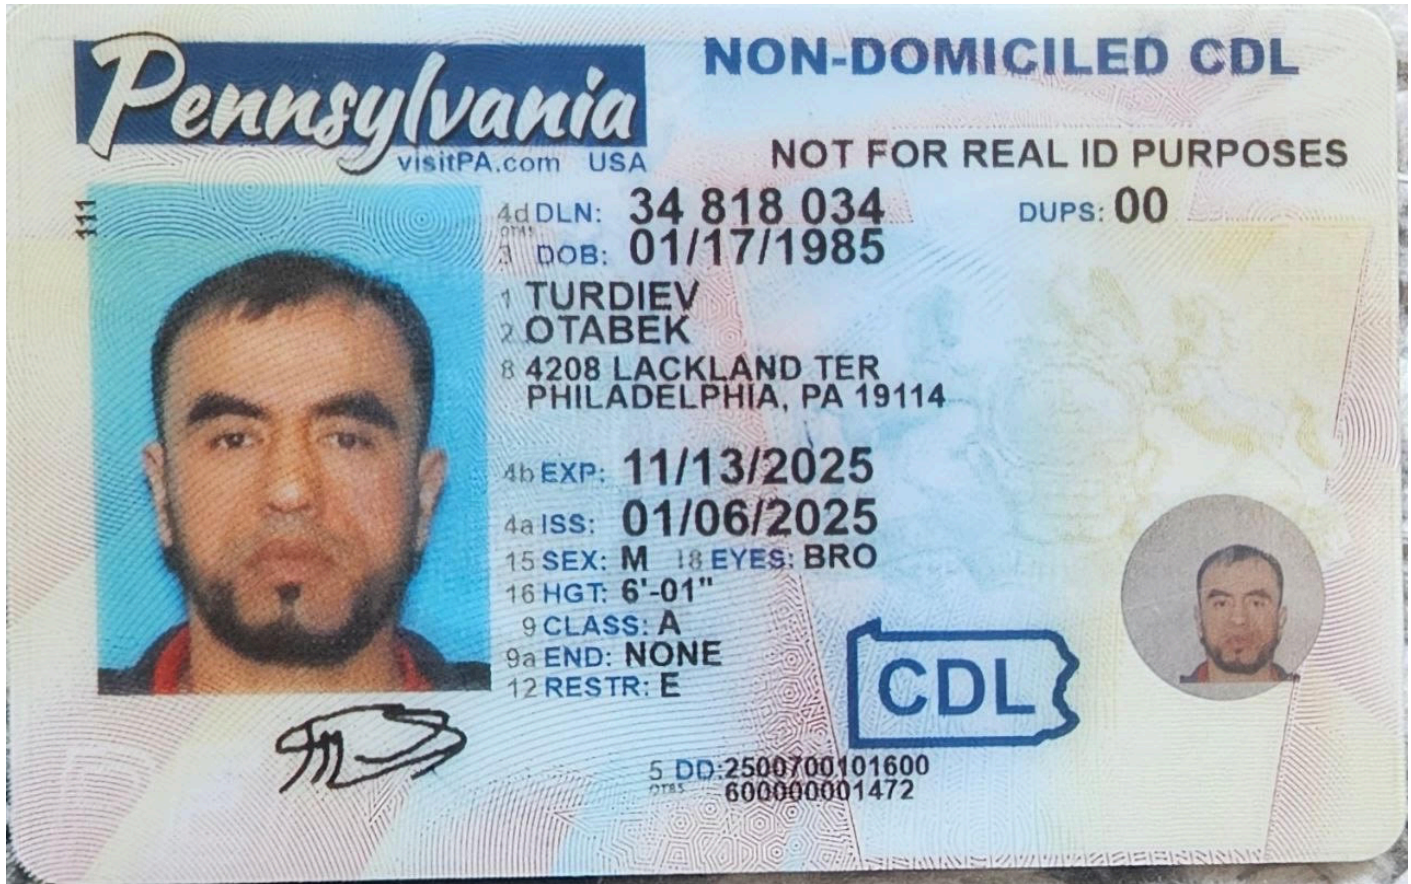 Pennsylvania
visitPA.com USA
NON-DOMICILED CDL
NOT FOR REAL ID PURPOSES
111
4d DLN: 34 818 034 DUPS: 00
3 DOB: 01/17/1985
1 TURDIEV
2 OTABEK
8 4208 LACKLAND TER
PHILADELPHIA, PA 19114
4b EXP: 11/13/2025
4a ISS: 01/06/2025
15 SEX: M 18 EYES: BRO
16 HGT: 6'-01"
9 CLASS: A
9a END: NONE
12 RESTR: E
CDL
5 DD:2500700101600
600000001472